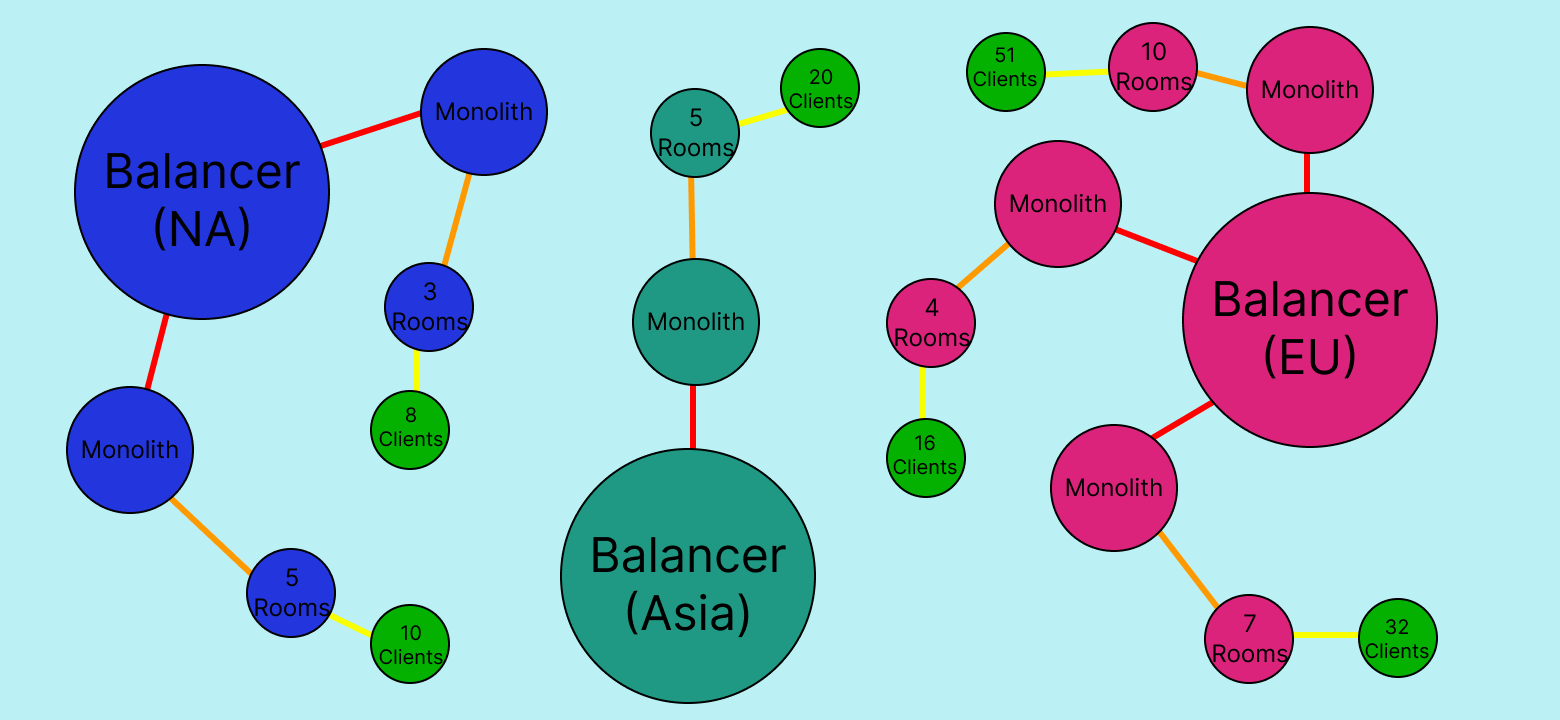 Balancer
(NA)
Monolith
3
Rooms
8
Clients
Monolith
5
Rooms
10
Clients
20
Clients
5
Rooms
Monolith
Balancer
(Asia)
51
Clients
10
Rooms
Monolith
Monolith
4
Rooms
16
Clients
Balancer
(EU)
Monolith
7
Rooms
32
Clients